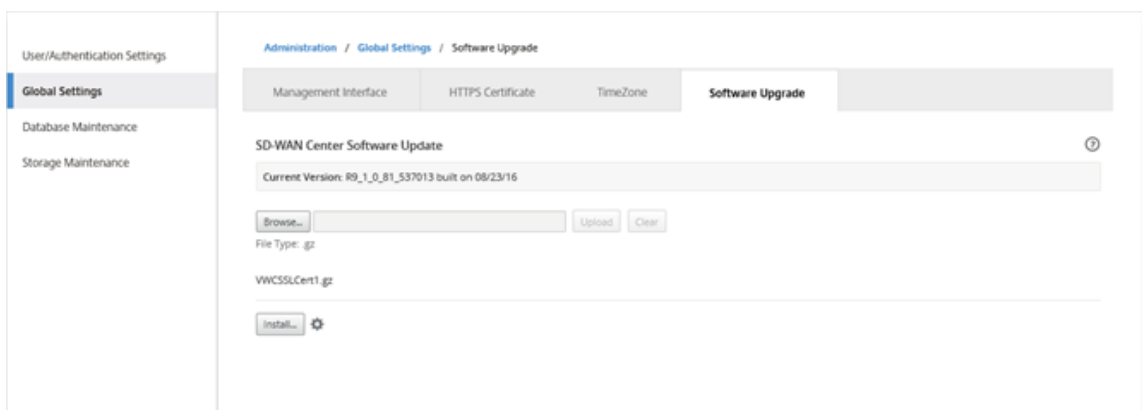 User/Authentication Settings
Global Settings
Database Maintenance
Storage Maintenance
Administration / Global Settings / Software Upgrade
Management Interface HTTPS Certificate TimeZone Software Upgrade
SD-WAN Center Software Update ?
Current Version: R9_1_0_81_537013 built on 08/23/16
Browse... Upload Clear
File Type: .gz
VWCSSLCert1.gz
Install...